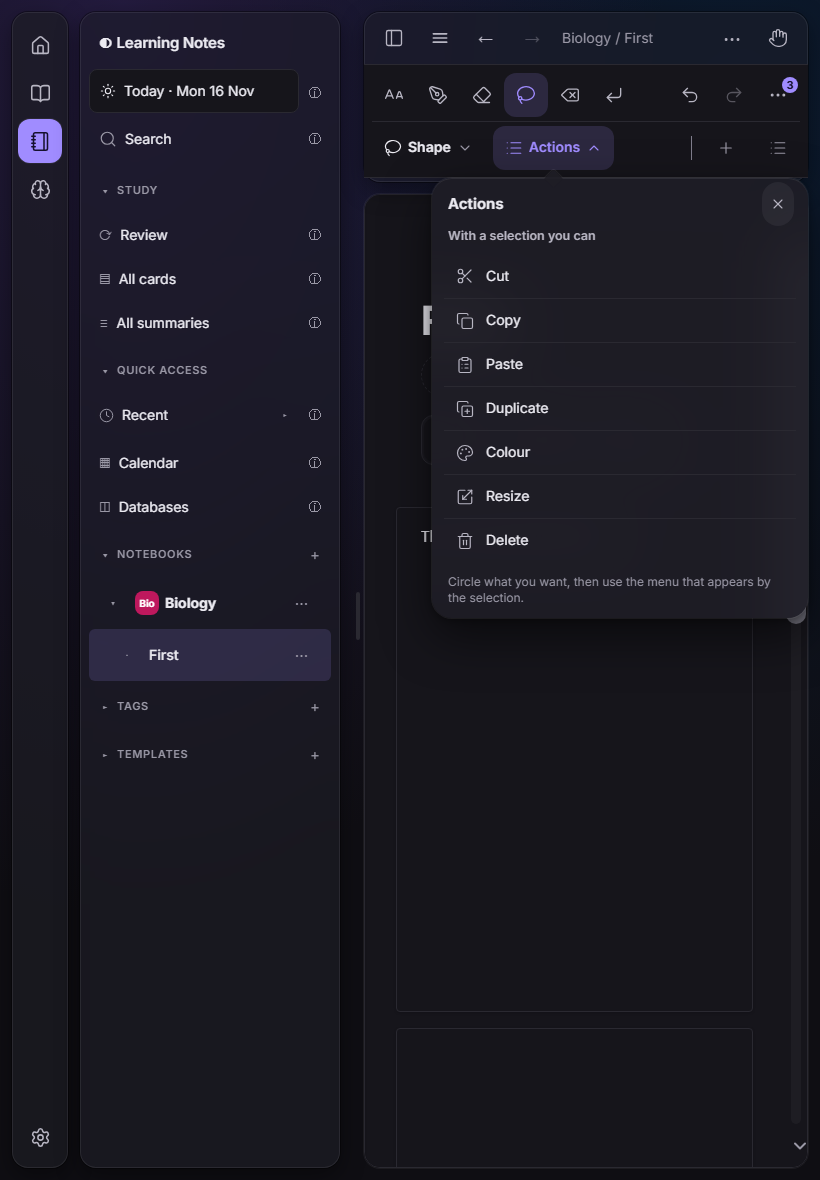 Learning Notes
Today · Mon 16 Nov
Search
STUDY
Review
All cards
All summaries
QUICK ACCESS
Recent
Calendar
Databases
NOTEBOOKS
Bio Biology
First
TAGS
TEMPLATES
Biology / First
AA
3
Shape
Actions
Actions
With a selection you can
Cut
Copy
Paste
Duplicate
Colour
Resize
Delete
Circle what you want, then use the menu that appears by
the selection.